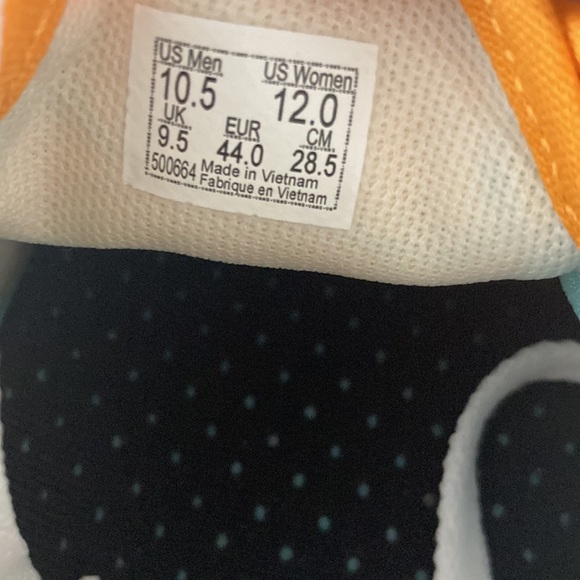 US Men US Women
10.5 12.0
UK EUR CM
9.5 44.0 28.5
500664 Made in Vietnam
Fabrique en Vietnam